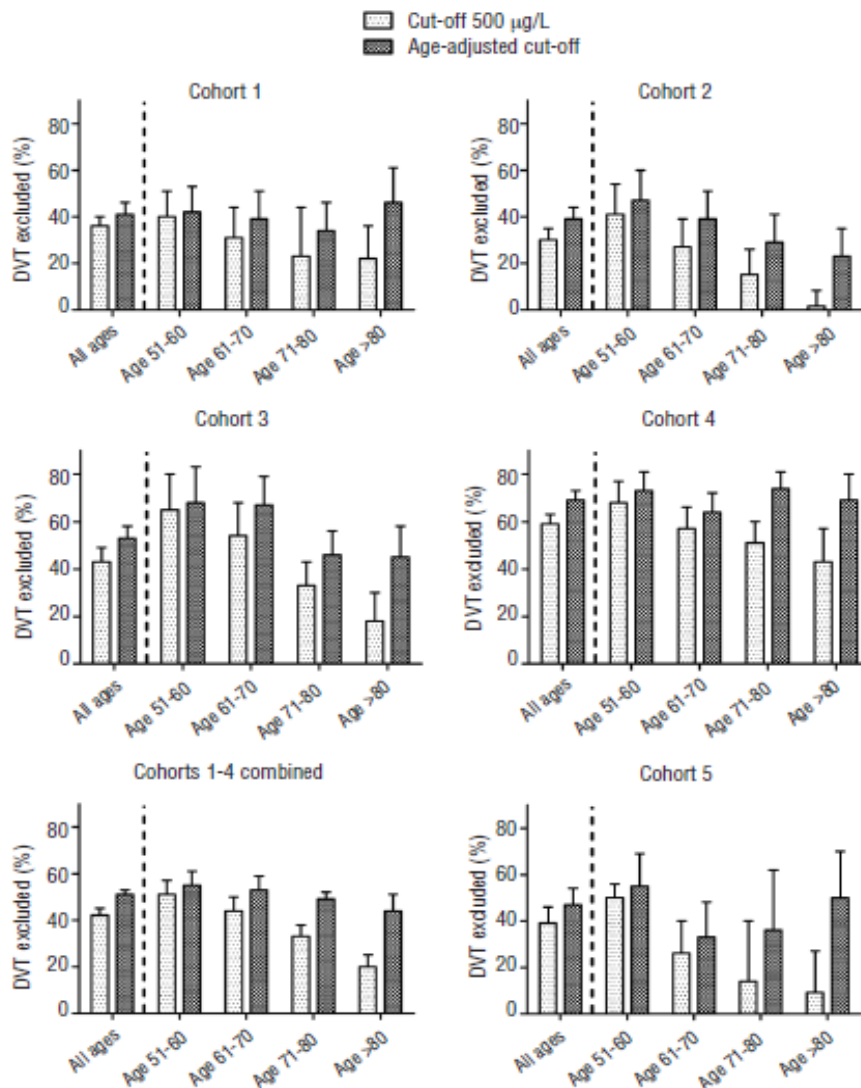 Cut-off 500 µg/L
Age-adjusted cut-off
Cohort 1
DVT excluded (%)
80
60
40
20
0
All ages
Age 51-60
Age 61-70
Age 71-80
Age >80
Cohort 2
DVT excluded (%)
80
60
40
20
0
All ages
Age 51-60
Age 61-70
Age 71-80
Age >80
Cohort 3
DVT excluded (%)
80
60
40
20
0
All ages
Age 51-60
Age 61-70
Age 71-80
Age >80
Cohort 4
DVT excluded (%)
80
60
40
20
0
All ages
Age 51-60
Age 61-70
Age 71-80
Age >80
Cohorts 1-4 combined
DVT excluded (%)
80
60
40
20
0
All ages
Age 51-60
Age 61-70
Age 71-80
Age >80
Cohort 5
DVT excluded (%)
80
60
40
20
0
All ages
Age 51-60
Age 61-70
Age 71-80
Age >80